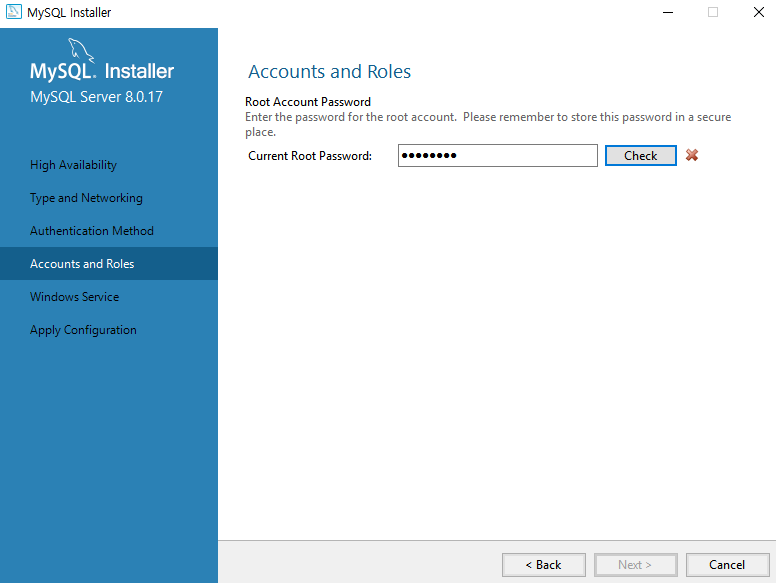 MySQL Installer
MySQL. Installer
MySQL Server 8.0.17
High Availability
Type and Networking
Authentication Method
Accounts and Roles
Windows Service
Apply Configuration
Accounts and Roles
Root Account Password
Enter the password for the root account.  Please remember to store this password in a secure
place.
Current Root Password: ●●●●●●●● Check
< Back Next > Cancel